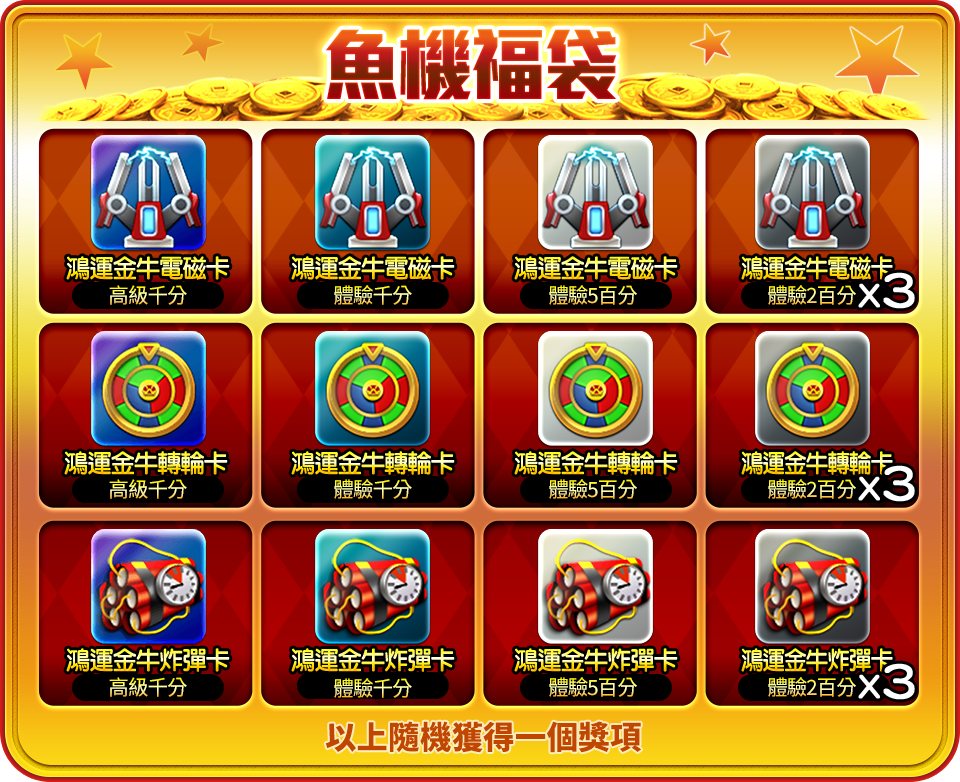 魚機福袋
鴻運金牛電磁卡
高級千分
鴻運金牛電磁卡
體驗千分
鴻運金牛電磁卡
體驗5百分
鴻運金牛電磁卡
體驗2百分 x3
鴻運金牛轉輪卡
高級千分
鴻運金牛轉輪卡
體驗千分
鴻運金牛轉輪卡
體驗5百分
鴻運金牛轉輪卡
體驗2百分 x3
鴻運金牛炸彈卡
高級千分
鴻運金牛炸彈卡
體驗千分
鴻運金牛炸彈卡
體驗5百分
鴻運金牛炸彈卡
體驗2百分 x3
以上隨機獲得一個獎項